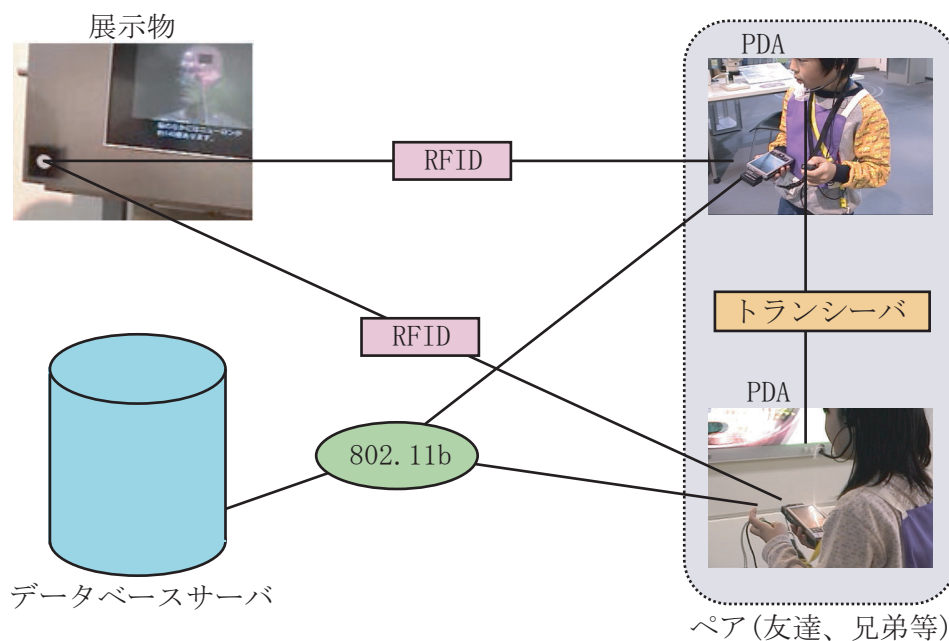 展示物
PDA
RFID
トランシーバ
RFID
PDA
802.11b
データベースサーバ
ペア(友達、兄弟等)